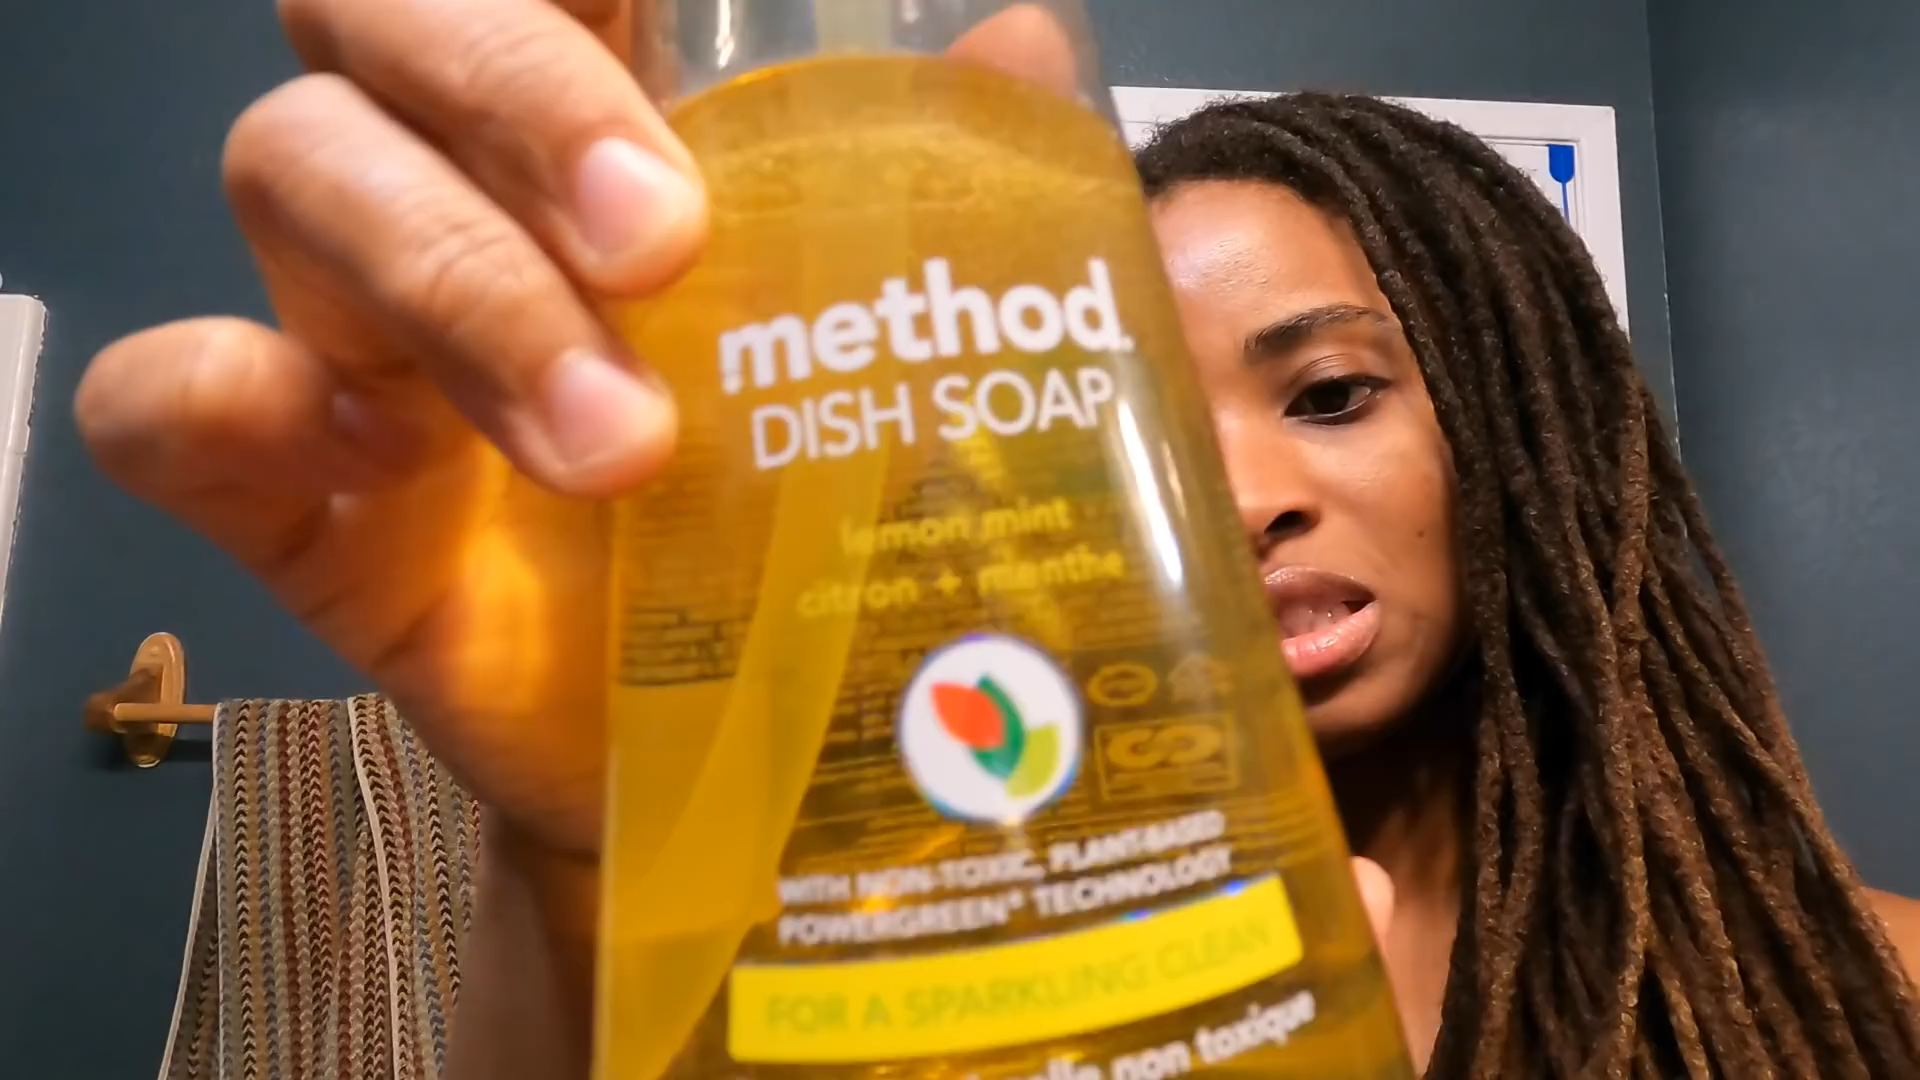 method.
DISH SOAP
lemon mint
citron + menthe
WITH NON-TOXIC, PLANT-BASED
POWERGREEN® TECHNOLOGY
FOR A SPARKLING CLEAN
non toxique